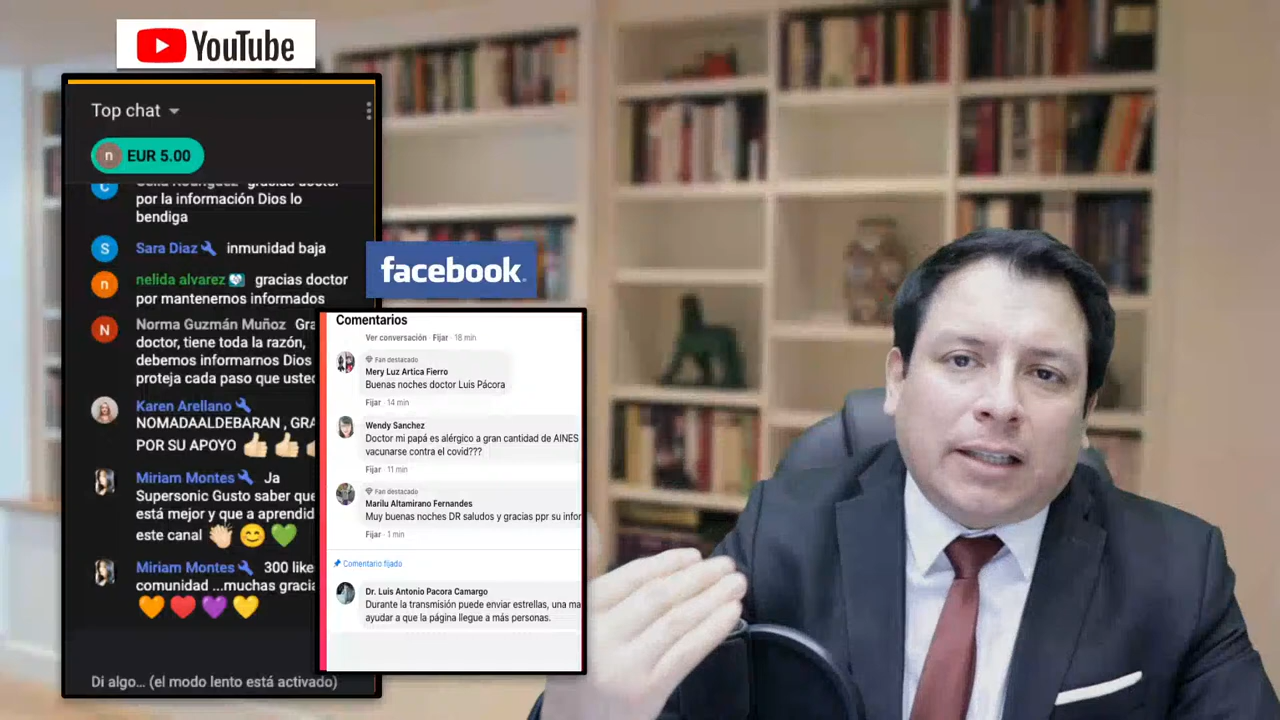 YouTube
Top chat
n EUR 5.00
gracias doctor
por la información Dios lo
bendiga
S Sara Diaz inmunidad baja
n nelida alvarez gracias doctor
por mantenernos informados
N Norma Guzmán Muñoz
doctor, tiene toda la razón,
debemos informarnos Dios
proteja cada paso que
Karen Arellano
NOMADAALDEBARAN ,
POR SU APOYO
Miriam Montes Ja
Supersonic Gusto saber que
está mejor y que a
este canal
Miriam Montes 300
comunidad ...muchas
Di algo... (el modo lento está activado)
facebook
Comentarios
Ver conversación · Fijar · 18 min
Fan destacado
Mery Luz Artica Fierro
Buenas noches doctor Luis Pácora
Fijar · 14 min
Wendy Sanchez
Doctor mi papá es alérgico a gran cantidad de AINES
vacunarse contra el covid???
Fijar · 11 min
Fan destacado
Marilu Altamirano Fernandes
Muy buenas noches DR saludos y gracias ppr su
Fijar · 1 min
Comentario fijado
Dr. Luis Antonio Pacora Camargo
Durante la transmisión puede enviar estrellas, una
ayudar a que la página llegue a más personas.